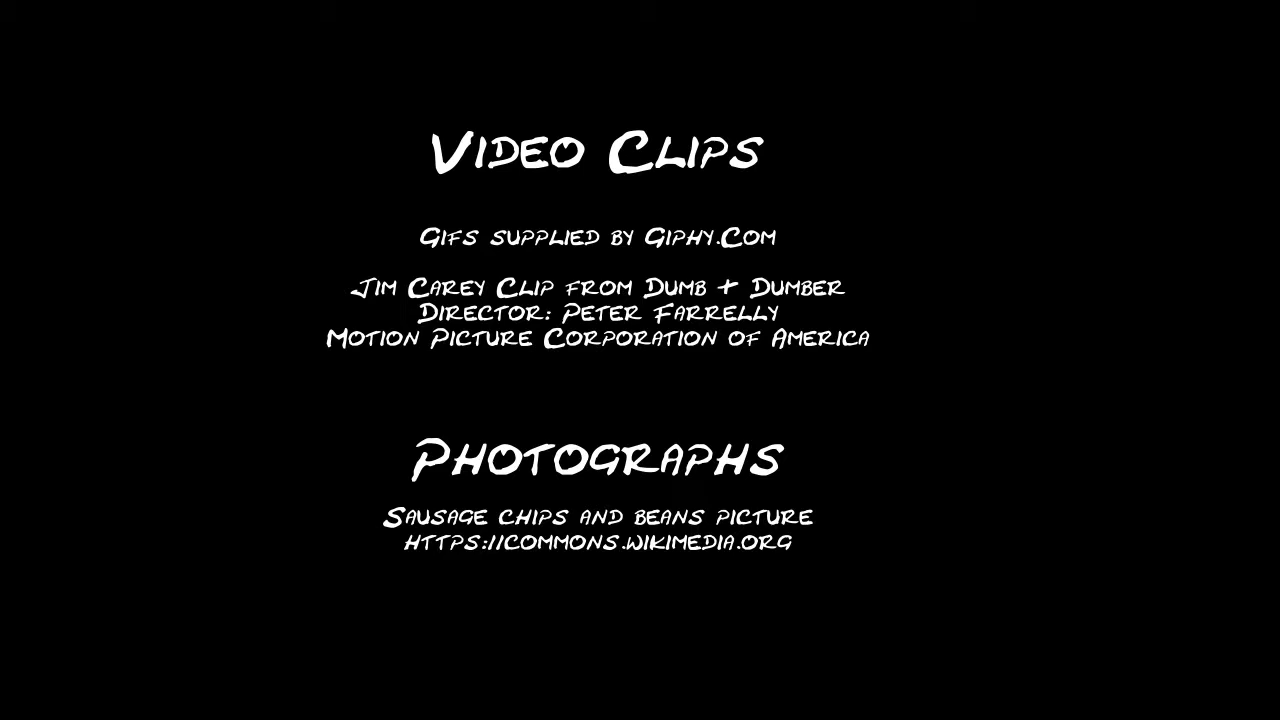 Video Clips
Gifs supplied by Giphy.Com
Jim Carey Clip from Dumb + Dumber
Director: Peter Farrelly
Motion Picture Corporation of America
Photographs
Sausage chips and beans picture
https://commons.wikimedia.org